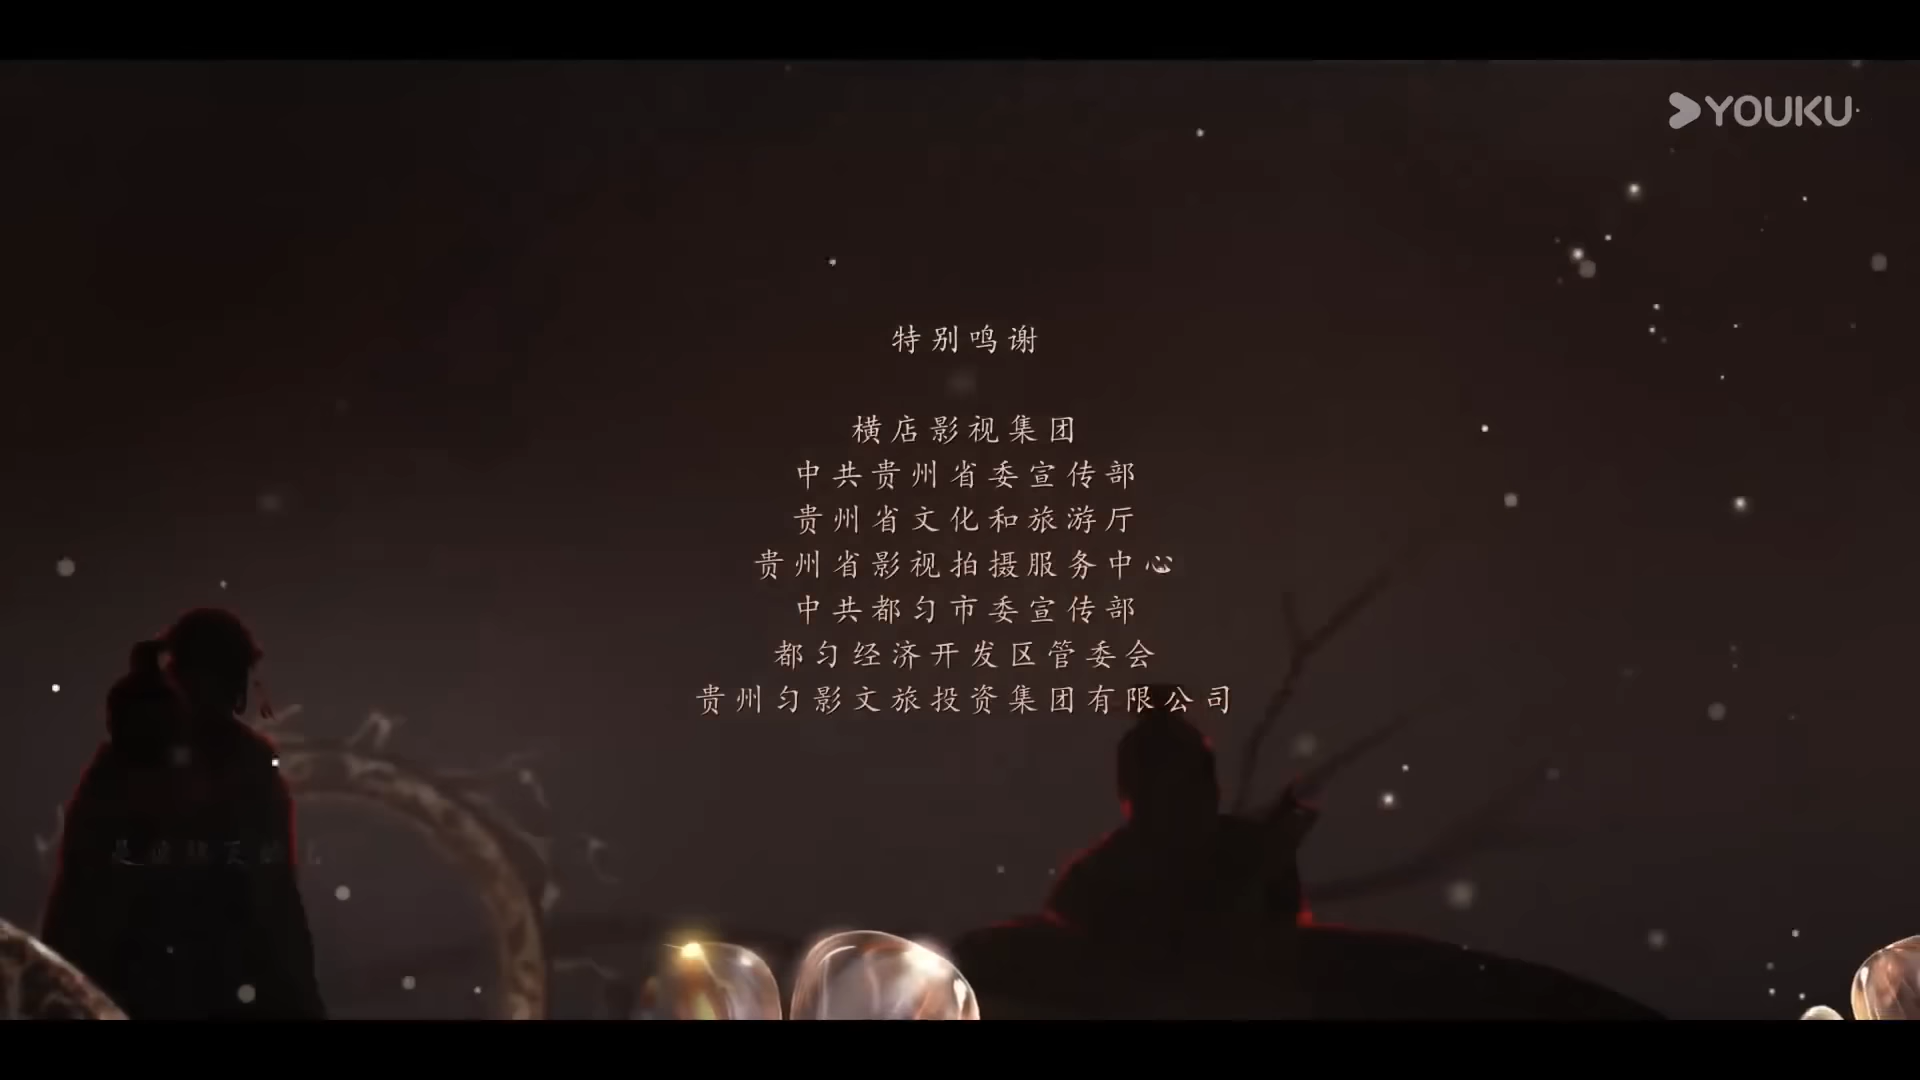 YOUKU
特别鸣谢
横店影视集团
中共贵州省委宣传部
贵州省文化和旅游厅
贵州省影视拍摄服务中心
中共都匀市委宣传部
都匀经济开发区管委会
贵州匀影文旅投资集团有限公司